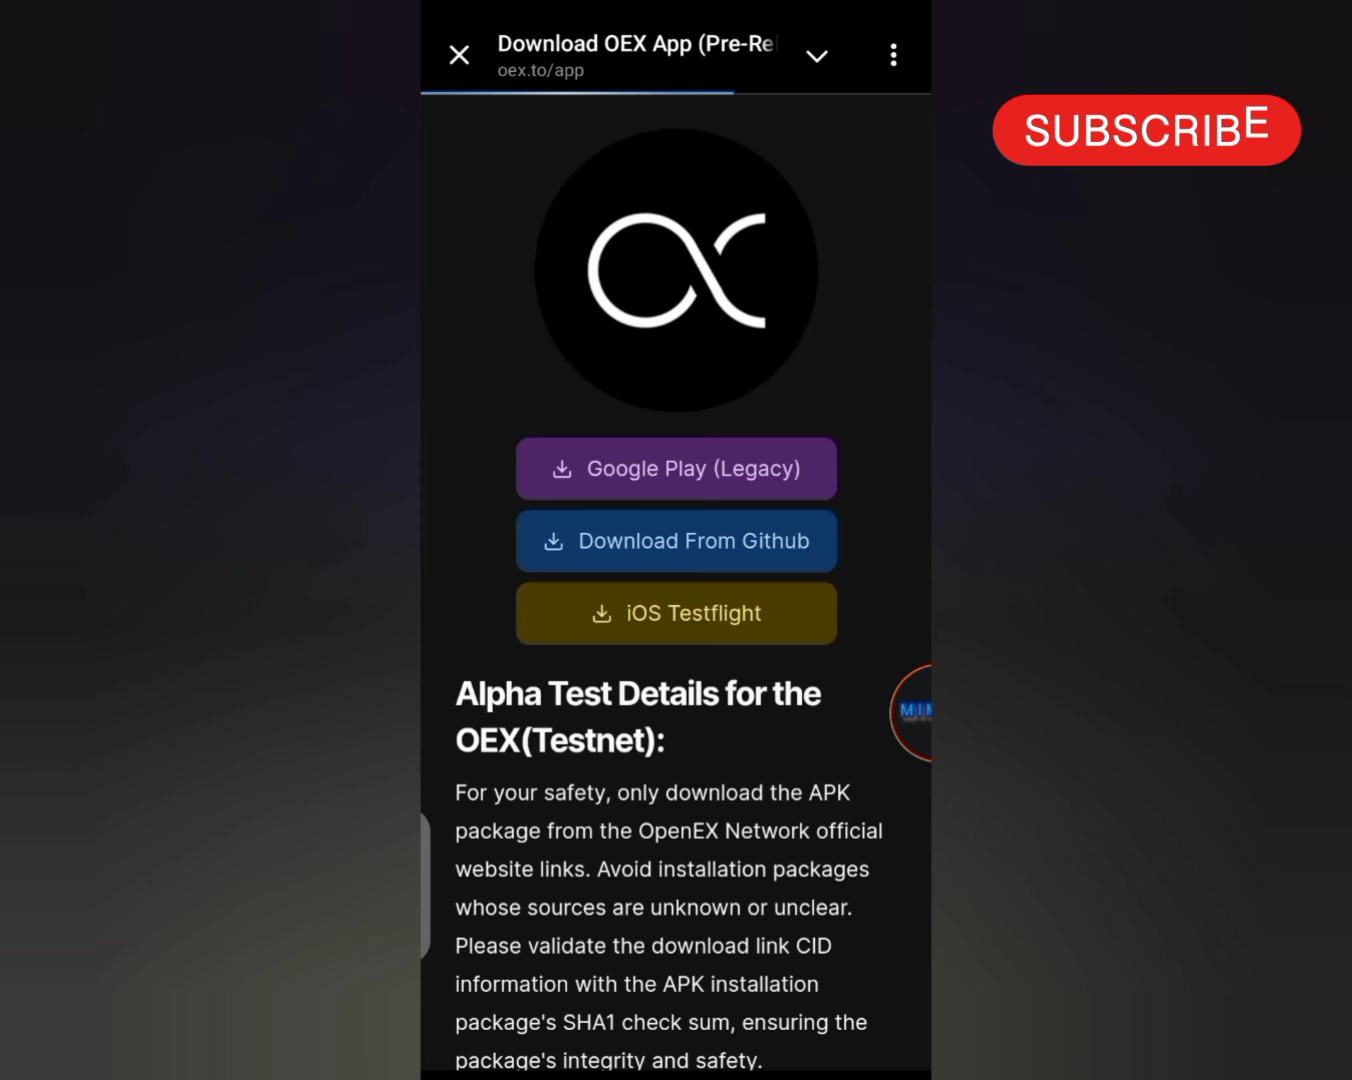 Download OEX App (Pre-Re
oex.to/app
SUBSCRIBE
Google Play (Legacy)
Download From Github
iOS Testflight
Alpha Test Details for the
OEX(Testnet):
MIM
For your safety, only download the APK
package from the OpenEX Network official
website links. Avoid installation packages
whose sources are unknown or unclear.
Please validate the download link CID
information with the APK installation
package's SHA1 check sum, ensuring the
package's integrity and safety.